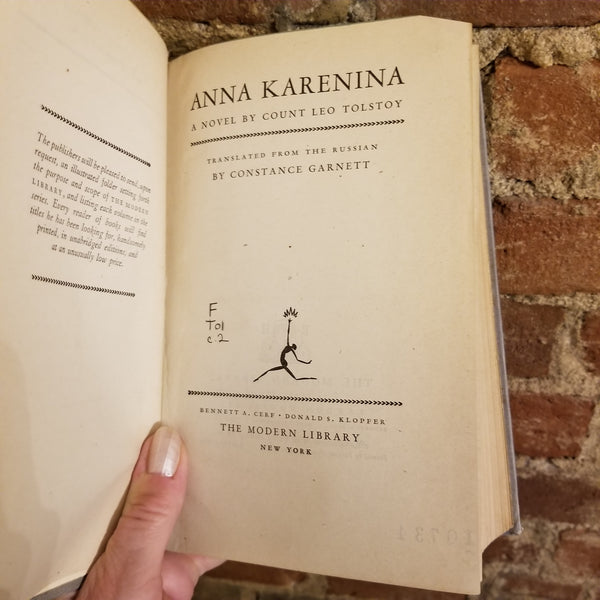 The publishers will be pleased to send, upon
request, an illustrated folder setting forth
the purpose and scope of THE MODERN
LIBRARY, and listing each volume in the
series. Every reader of books will find
titles he has been looking for, handsomely
printed, in unabridged editions, and
at an unusually low price.
ANNA KARENINA
A NOVEL BY COUNT LEO TOLSTOY
TRANSLATED FROM THE RUSSIAN
BY CONSTANCE GARNETT
F
Tol
c.2
BENNETT A. CERF · DONALD S. KLOPFER
THE MODERN LIBRARY
NEW YORK